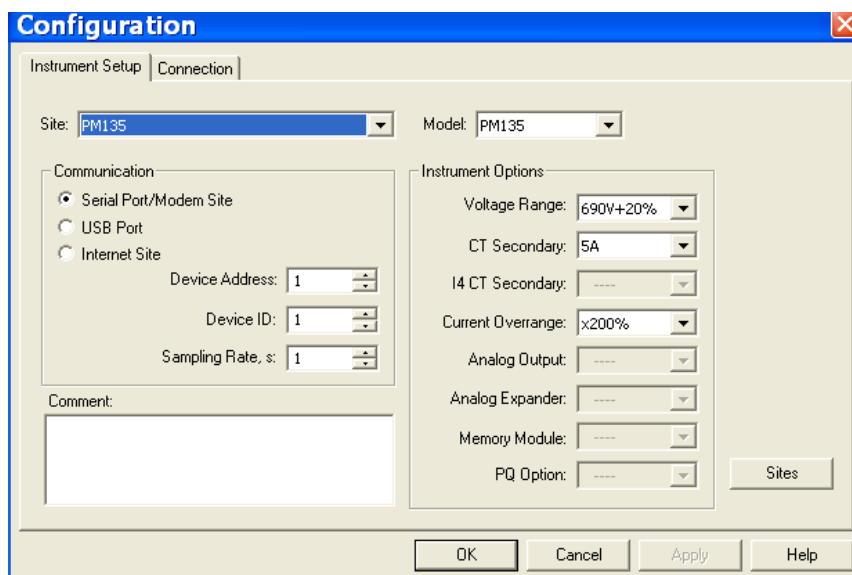 Configuration
Instrument Setup
Connection
Site: PM135
Model: PM135
Communication
Serial Port/Modem Site
USB Port
Internet Site
Device Address: 1
Device ID: 1
Sampling Rate, s: 1
Comment:
Instrument Options
Voltage Range: 690V+20%
CT Secondary: 5A
I4 CT Secondary: ----
Current Overrange: x200%
Analog Output: ----
Analog Expander: ----
Memory Module: ----
PQ Option: ----
Sites
OK
Cancel
Apply
Help